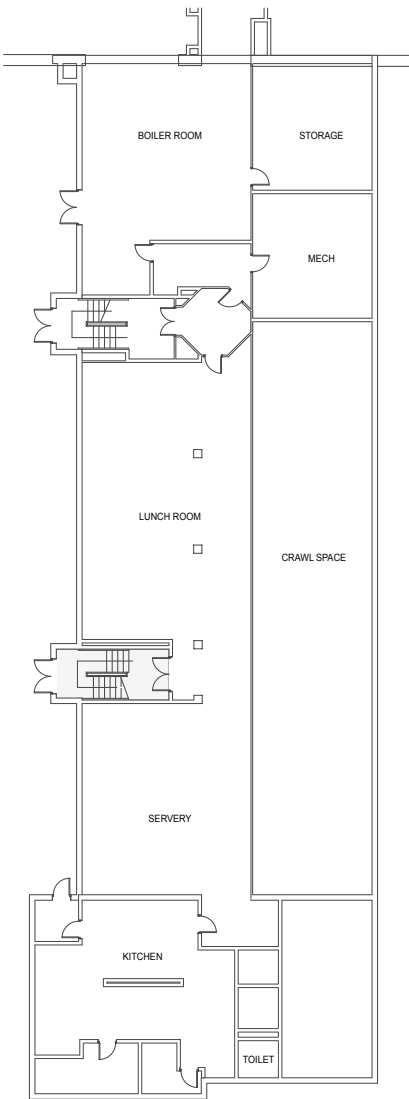 BOILER ROOM
STORAGE
MECH
LUNCH ROOM
CRAWL SPACE
SERVERY
KITCHEN
TOILET